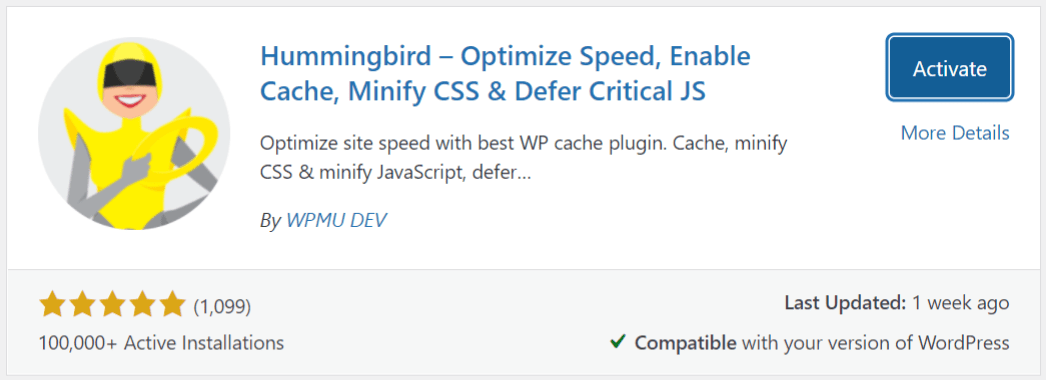 Hummingbird – Optimize Speed, Enable
Cache, Minify CSS & Defer Critical JS
Activate
More Details
Optimize site speed with best WP cache plugin. Cache, minify
CSS & minify JavaScript, defer...
By WPMU DEV
(1,099)
Last Updated: 1 week ago
100,000+ Active Installations
Compatible with your version of WordPress